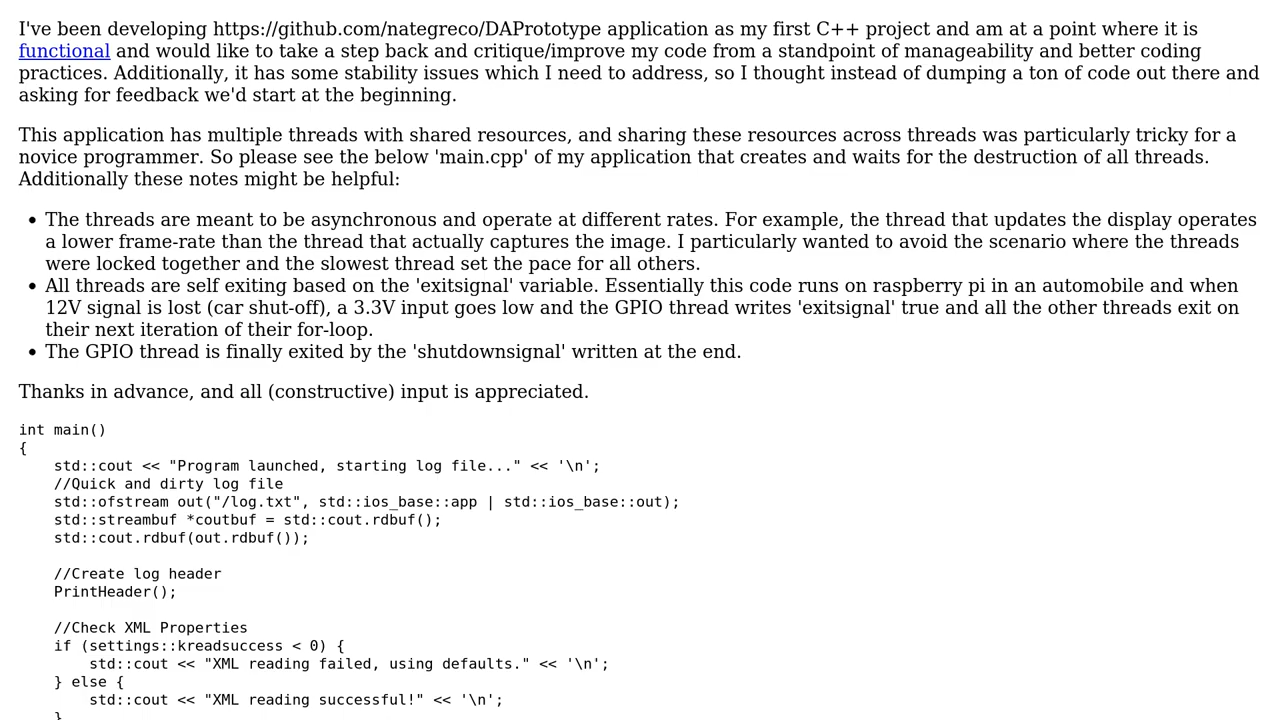 I've been developing https://github.com/nategreco/DAPrototype application as my first C++ project and am at a point where it is
functional and would like to take a step back and critique/improve my code from a standpoint of manageability and better coding
practices. Additionally, it has some stability issues which I need to address, so I thought instead of dumping a ton of code out there and
asking for feedback we'd start at the beginning.
This application has multiple threads with shared resources, and sharing these resources across threads was particularly tricky for a
novice programmer. So please see the below 'main.cpp' of my application that creates and waits for the destruction of all threads.
Additionally these notes might be helpful:
• The threads are meant to be asynchronous and operate at different rates. For example, the thread that updates the display operates
a lower frame-rate than the thread that actually captures the image. I particularly wanted to avoid the scenario where the threads
were locked together and the slowest thread set the pace for all others.
• All threads are self exiting based on the 'exitsignal' variable. Essentially this code runs on raspberry pi in an automobile and when
12V signal is lost (car shut-off), a 3.3V input goes low and the GPIO thread writes 'exitsignal' true and all the other threads exit on
their next iteration of their for-loop.
• The GPIO thread is finally exited by the 'shutdownsignal' written at the end.
Thanks in advance, and all (constructive) input is appreciated.
int main()
{
    std::cout << "Program launched, starting log file..." << '\n';
    //Quick and dirty log file
    std::ofstream out("/log.txt", std::ios_base::app | std::ios_base::out);
    std::streambuf *coutbuf = std::cout.rdbuf();
    std::cout.rdbuf(out.rdbuf());
    //Create log header
    PrintHeader();
    //Check XML Properties
    if (settings::kreadsuccess < 0) {
        std::cout << "XML reading failed, using defaults." << '\n';
    } else {
        std::cout << "XML reading successful!" << '\n';
    }